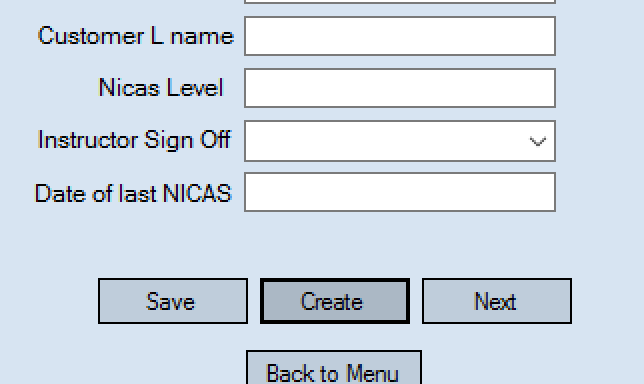 Customer L name
Nicas Level
Instructor Sign Off
Date of last NICAS
Save Create Next
Back to Menu